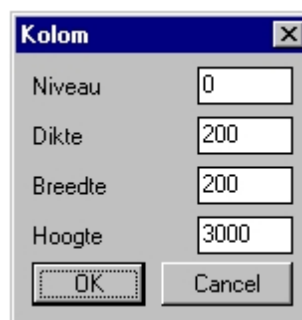 Kolom
Niveau 0
Dikte 200
Breedte 200
Hoogte 3000
OK Cancel